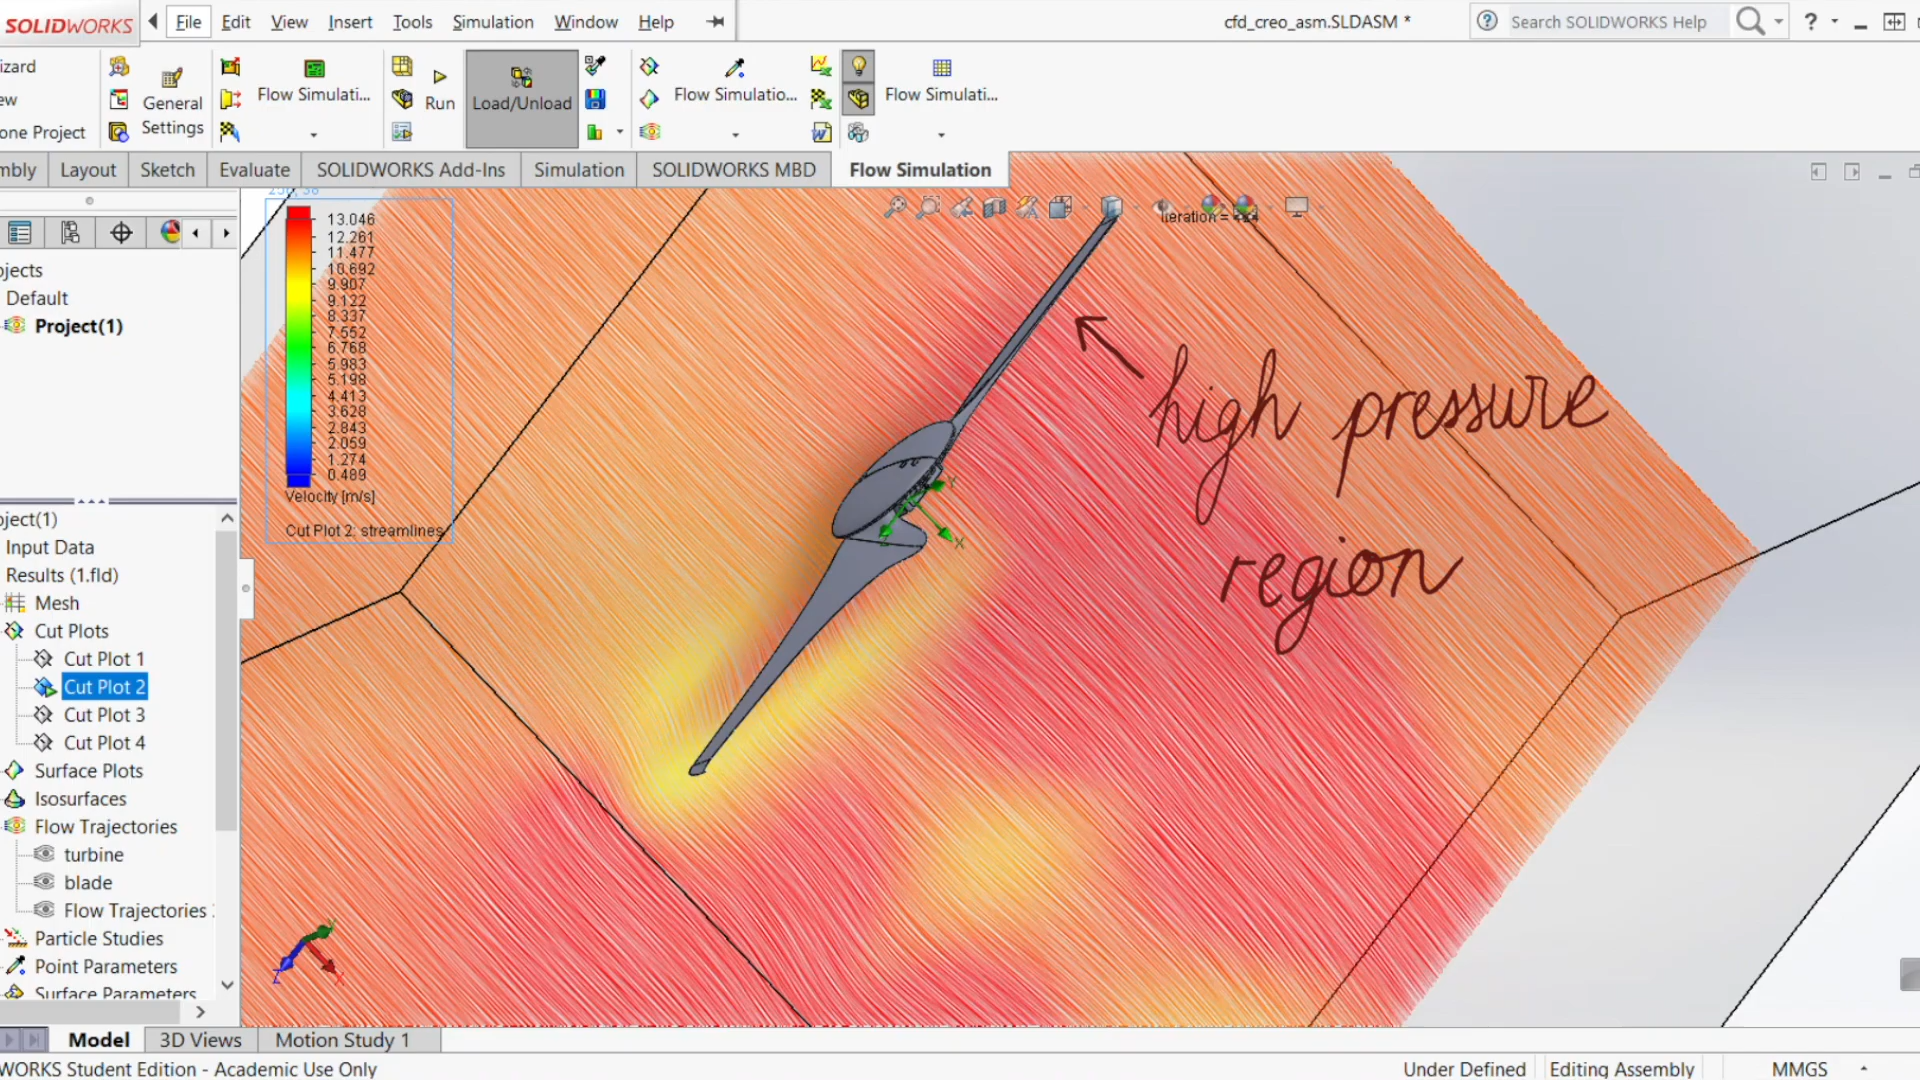 SOLIDWORKS
File Edit View Insert Tools Simulation Window Help
cfd_creo_asm.SLDASM *
Search SOLIDWORKS Help
?
izard
ew
one Project
General
Settings
Flow Simulati...
Run
Load/Unload
Flow Simulatio...
Flow Simulati...
mbly Layout Sketch Evaluate SOLIDWORKS Add-Ins Simulation SOLIDWORKS MBD Flow Simulation
Iteration =
13.046
12.261
11.477
10.692
9.907
9.122
8.337
7.552
6.768
5.983
5.198
4.413
3.628
2.843
2.059
1.274
0.489
Velocity [m/s]
Cut Plot 2: streamlines
high pressure
region
Y
X
ojects
Default
Project(1)
oject(1)
Input Data
Results (1.fld)
Mesh
Cut Plots
Cut Plot 1
Cut Plot 2
Cut Plot 3
Cut Plot 4
Surface Plots
Isosurfaces
Flow Trajectories
turbine
blade
Flow Trajectories
Particle Studies
Point Parameters
Surface Parameters
Y
Z
X
Model 3D Views Motion Study 1
WORKS Student Edition - Academic Use Only
Under Defined Editing Assembly MMGS